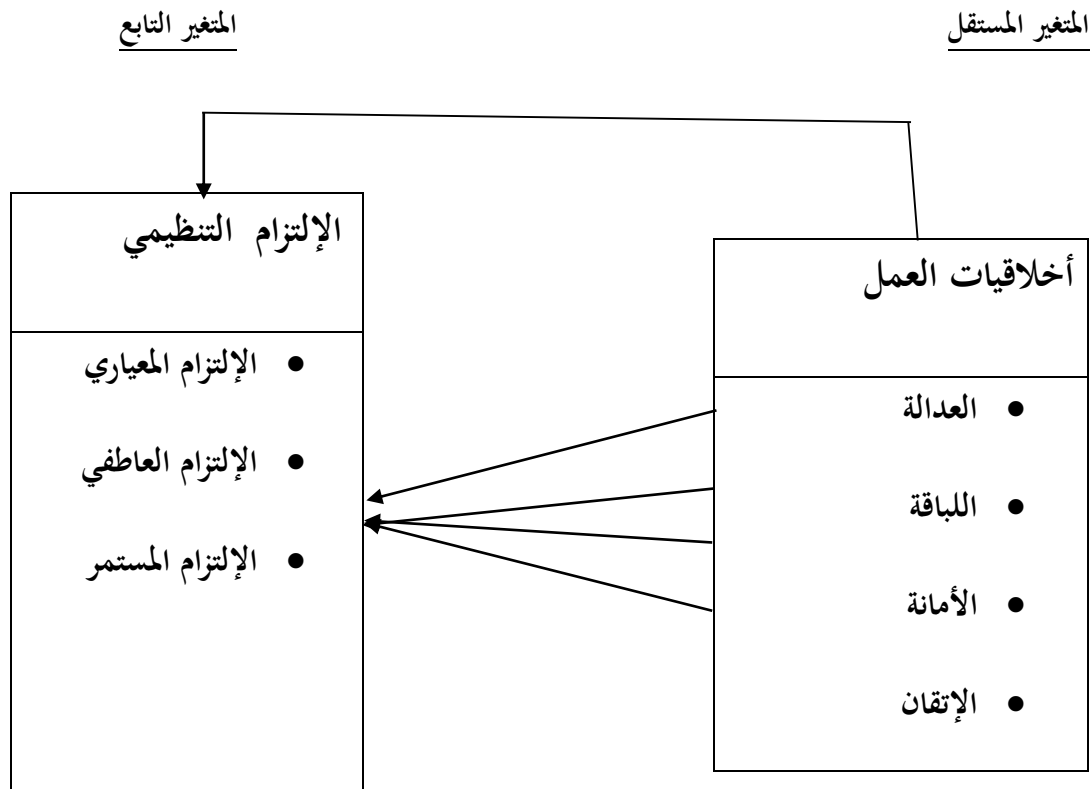 المتغير المستقل
المتغير التابع
أخلاقيات العمل
• العدالة
• اللباقة
• الأمانة
• الإتقان
الإلتزام التنظيمي
• الإلتزام المعياري
• الإلتزام العاطفي
• الإلتزام المستمر